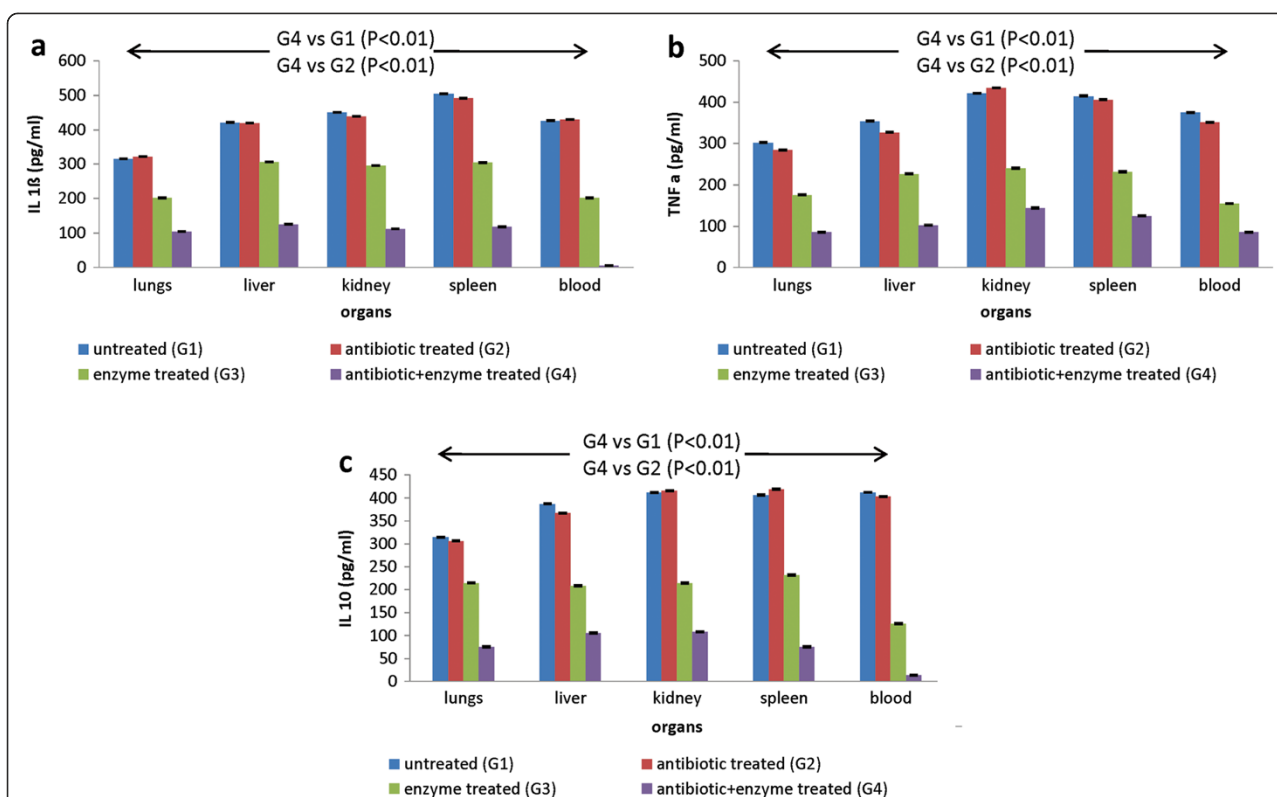 a
G4 vs G1 (P<0.01)
G4 vs G2 (P<0.01)
600
500
400
300
200
100
0
IL 1ß (pg/ml)
lungs liver kidney spleen blood
organs
untreated (G1) antibiotic treated (G2)
enzyme treated (G3) antibiotic+enzyme treated (G4)
b
G4 vs G1 (P<0.01)
G4 vs G2 (P<0.01)
500
400
300
200
100
0
TNF a (pg/ml)
lungs liver kidney spleen blood
organs
untreated (G1) antibiotic treated (G2)
enzyme treated (G3) antibiotic+enzyme treated (G4)
c
G4 vs G1 (P<0.01)
G4 vs G2 (P<0.01)
450
400
350
300
250
200
150
100
50
0
IL 10 (pg/ml)
lungs liver kidney spleen blood
organs
untreated (G1) antibiotic treated (G2)
enzyme treated (G3) antibiotic+enzyme treated (G4)